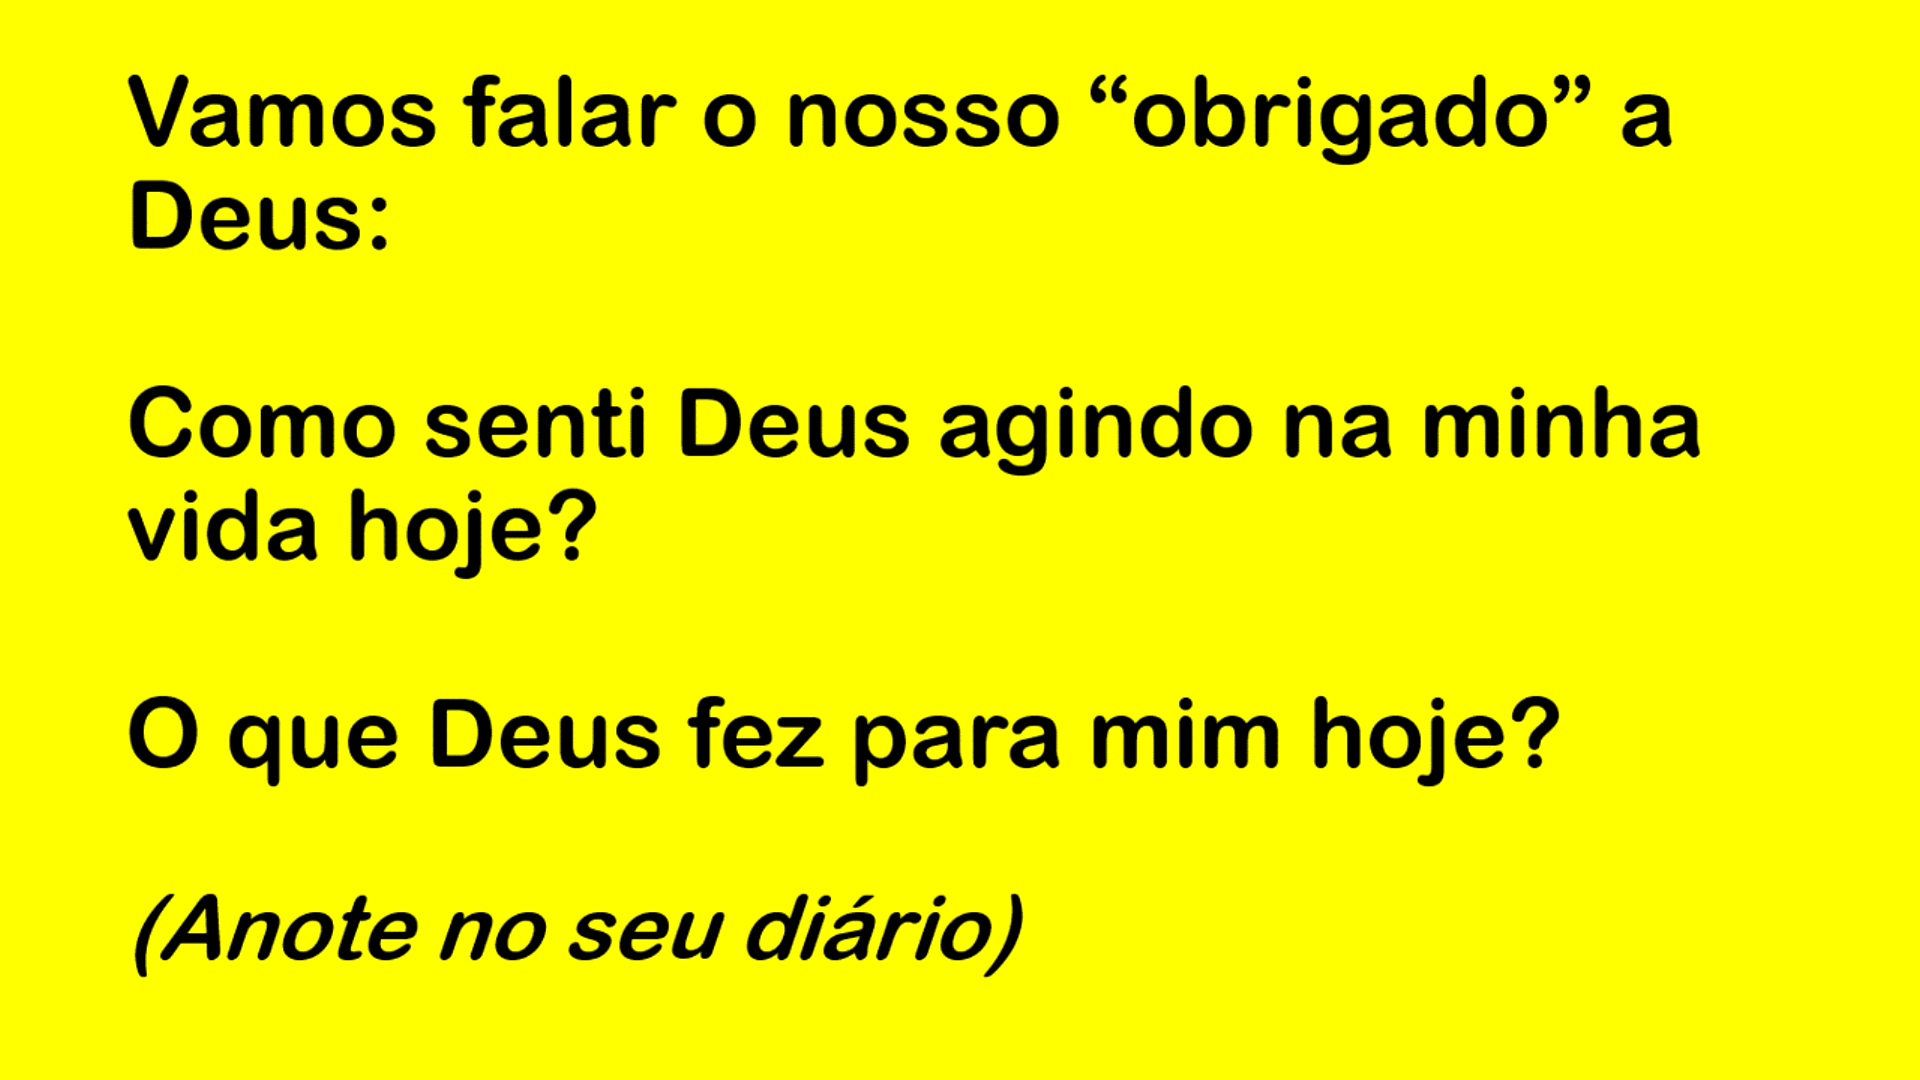 Vamos falar o nosso “obrigado” a
Deus:
Como senti Deus agindo na minha
vida hoje?
O que Deus fez para mim hoje?
(Anote no seu diário)